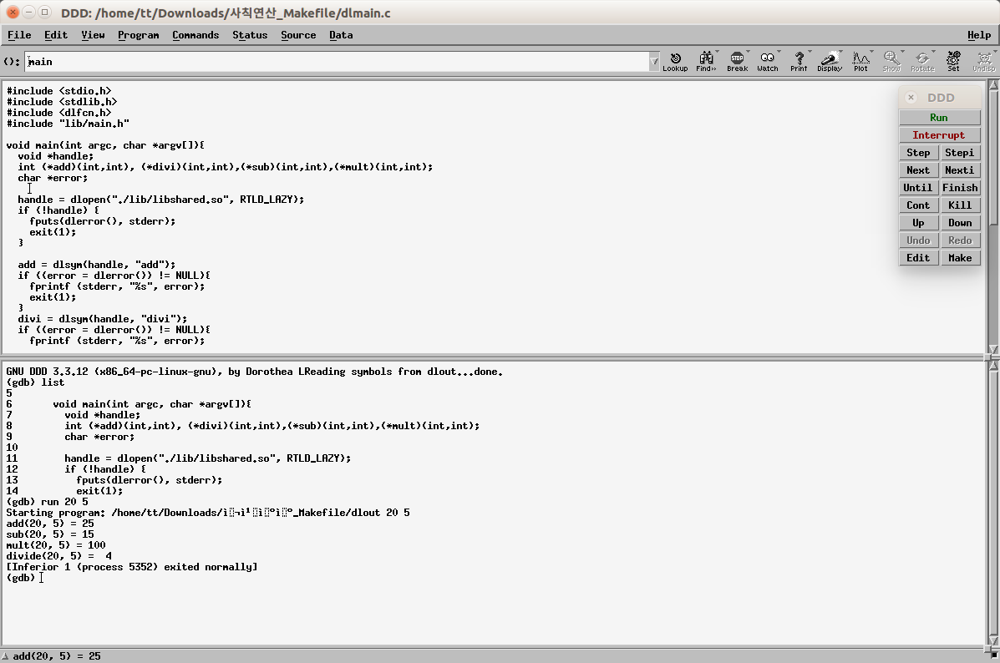 DDD: /home/tt/Downloads/사칙연산_Makefile/dlmain.c
File Edit View Program Commands Status Source Data Help
(): main
Lookup Find>> Break Watch Print Display Plot Show Rotate Set Undisp
#include <stdio.h>
#include <stdlib.h>
#include <dlfcn.h>
#include "lib/main.h"
void main(int argc, char *argv[]){
void *handle;
int (*add)(int,int), (*divi)(int,int),(*sub)(int,int),(*mult)(int,int);
char *error;
handle = dlopen("./lib/libshared.so", RTLD_LAZY);
if (!handle) {
fputs(dlerror(), stderr);
exit(1);
}
add = dlsym(handle, "add");
if ((error = dlerror()) != NULL){
fprintf (stderr, "%s", error);
exit(1);
}
divi = dlsym(handle, "divi");
if ((error = dlerror()) != NULL){
fprintf (stderr, "%s", error);
DDD
Run
Interrupt
Step Stepi
Next Nexti
Until Finish
Cont Kill
Up Down
Undo Redo
Edit Make
GNU DDD 3.3.12 (x86_64-pc-linux-gnu), by Dorothea LReading symbols from dlout...done.
(gdb) list
5
6 void main(int argc, char *argv[]){
7 void *handle;
8 int (*add)(int,int), (*divi)(int,int),(*sub)(int,int),(*mult)(int,int);
9 char *error;
10
11 handle = dlopen("./lib/libshared.so", RTLD_LAZY);
12 if (!handle) {
13 fputs(dlerror(), stderr);
14 exit(1);
(gdb) run 20 5
Starting program: /home/tt/Downloads/_Makefile/dlout 20 5
add(20, 5) = 25
sub(20, 5) = 15
mult(20, 5) = 100
divide(20, 5) = 4
[Inferior 1 (process 5352) exited normally]
(gdb)
add(20, 5) = 25